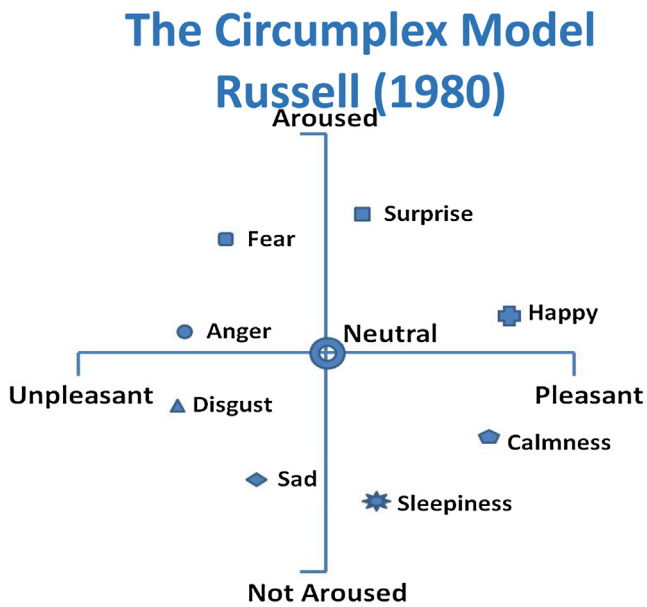 The Circumplex Model
Russell (1980)
Aroused
Surprise
Fear
Happy
Anger
Neutral
Unpleasant
Pleasant
Disgust
Calmness
Sad
Sleepiness
Not Aroused